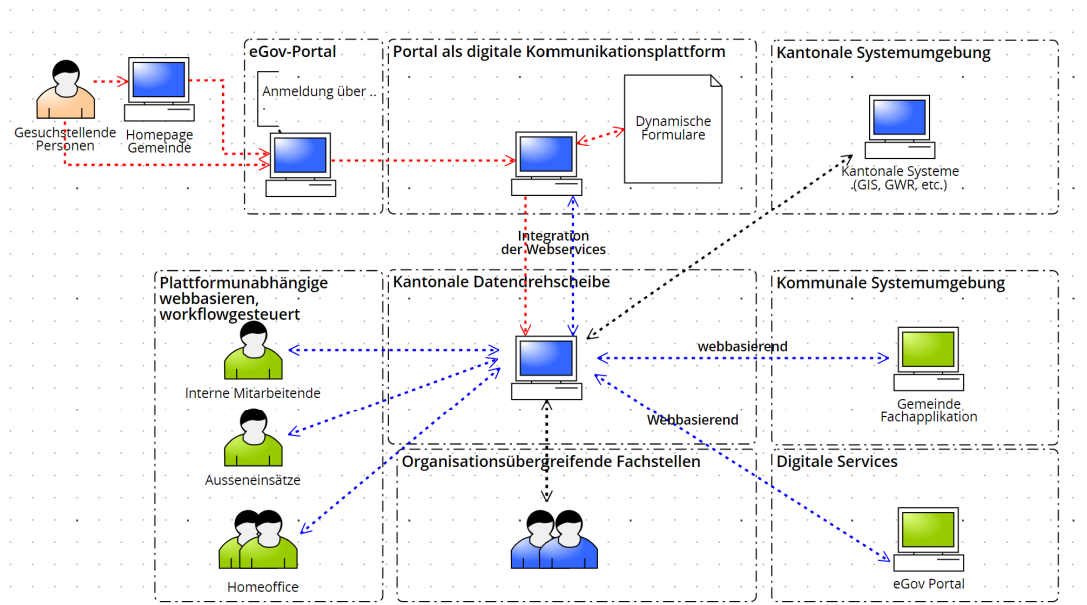 eGov-Portal
Portal als digitale Kommunikationsplattform
Kantonale Systemumgebung
Anmeldung über ..
Dynamische
Formulare
Gesuchstellende
Personen
Homepage
Gemeinde
Kantonale Systeme
(GIS, GWR, etc.)
Integration
der Webservices
Plattformunabhängige
webbasieren,
workflowgesteuert
Kantonale Datendrehscheibe
Kommunale Systemumgebung
webbasierend
Interne Mitarbeitende
Gemeinde
Fachapplikation
Webbasierend
Organisationsübergreifende Fachstellen
Digitale Services
Ausseneinsätze
Homeoffice
eGov Portal